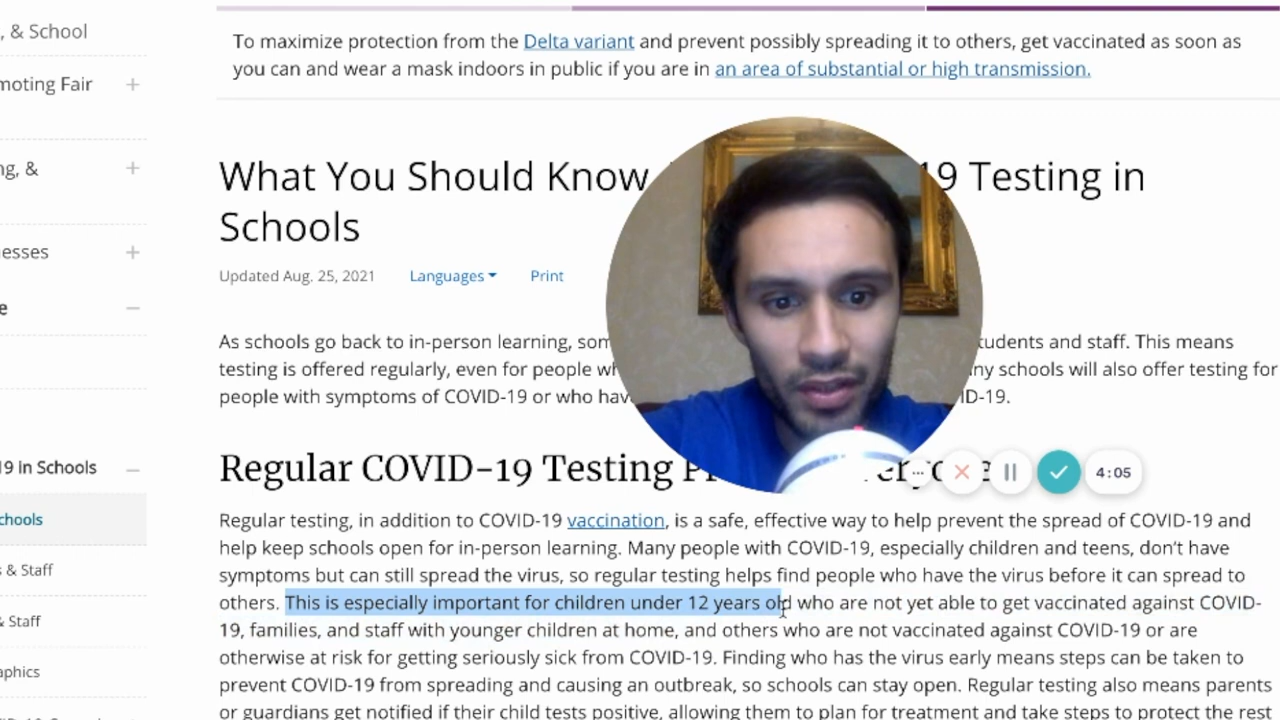 , & School
moting Fair
ng, &
esses
e
19 in Schools
chools
s & Staff
& Staff
aphics
To maximize protection from the Delta variant and prevent possibly spreading it to others, get vaccinated as soon as
you can and wear a mask indoors in public if you are in an area of substantial or high transmission.
What You Should Know 19 Testing in
Schools
Updated Aug. 25, 2021 Languages Print
As schools go back to in-person learning, som tudents and staff. This means
testing is offered regularly, even for people wh ny schools will also offer testing for
people with symptoms of COVID-19 or who hav ID-19.
Regular COVID-19 Testing
4:05
Regular testing, in addition to COVID-19 vaccination, is a safe, effective way to help prevent the spread of COVID-19 and
help keep schools open for in-person learning. Many people with COVID-19, especially children and teens, don't have
symptoms but can still spread the virus, so regular testing helps find people who have the virus before it can spread to
others. This is especially important for children under 12 years old who are not yet able to get vaccinated against COVID-
19, families, and staff with younger children at home, and others who are not vaccinated against COVID-19 or are
otherwise at risk for getting seriously sick from COVID-19. Finding who has the virus early means steps can be taken to
prevent COVID-19 from spreading and causing an outbreak, so schools can stay open. Regular testing also means parents
or guardians get notified if their child tests positive, allowing them to plan for treatment and take steps to protect the rest